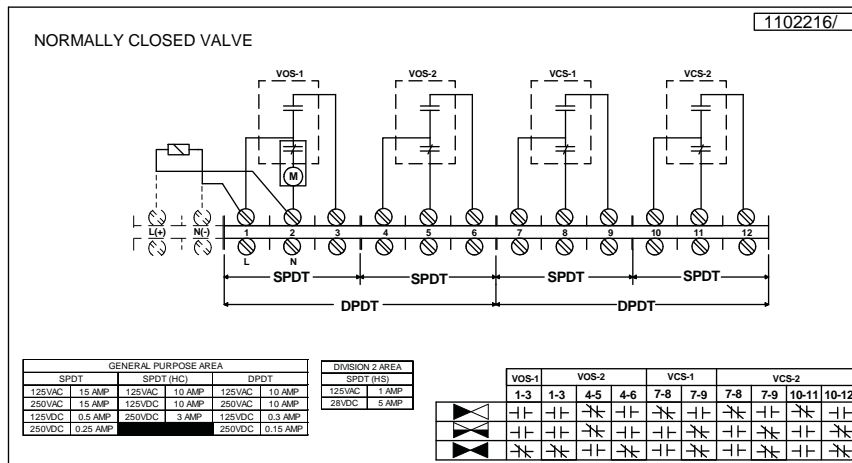 1102216/
NORMALLY CLOSED VALVE
VOS-1 VOS-2 VCS-1 VCS-2
M
L(+) N(-) 1 2 3 4 5 6 7 8 9 10 11 12
L N
SPDT SPDT SPDT SPDT
DPDT DPDT
GENERAL PURPOSE AREA
SPDT SPDT (HC) DPDT
125VAC 15 AMP 125VAC 10 AMP 125VAC 10 AMP
250VAC 15 AMP 125VDC 10 AMP 250VAC 10 AMP
125VDC 0.5 AMP 250VDC 3 AMP 125VDC 0.3 AMP
250VDC 0.25 AMP 250VDC 0.15 AMP
DIVISION 2 AREA
SPDT (HS)
125VAC 1 AMP
28VDC 5 AMP
VOS-1 VOS-2 VCS-1 VCS-2
1-3 1-3 4-5 4-6 7-8 7-9 7-8 7-9 10-11 10-12